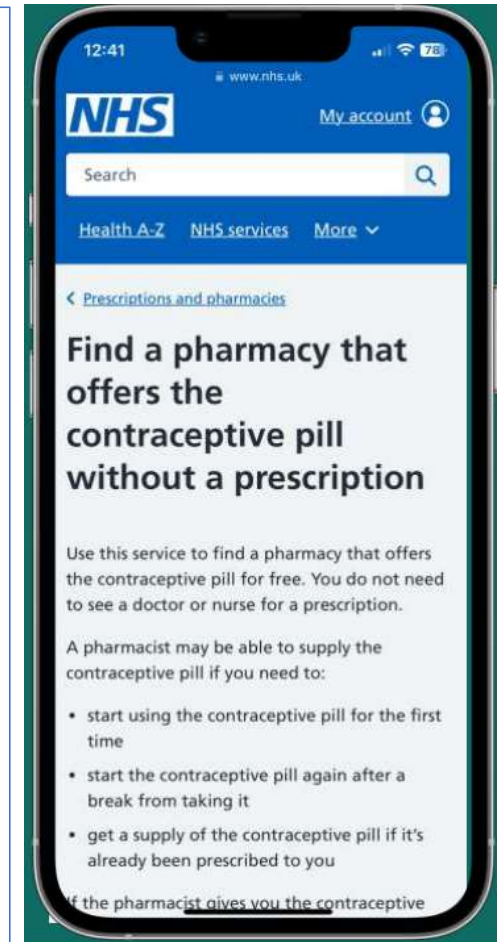 12:41
78
www.nhs.uk
NHS
My account
Search
Health A-Z NHS services More
Prescriptions and pharmacies
Find a pharmacy that
offers the
contraceptive pill
without a prescription
Use this service to find a pharmacy that offers
the contraceptive pill for free. You do not need
to see a doctor or nurse for a prescription.
A pharmacist may be able to supply the
contraceptive pill if you need to:
• start using the contraceptive pill for the first
time
• start the contraceptive pill again after a
break from taking it
• get a supply of the contraceptive pill if it's
already been prescribed to you
If the pharmacist gives you the contraceptive